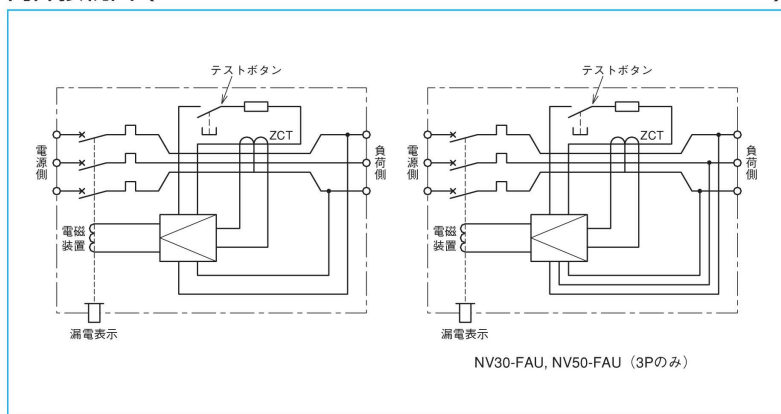 テストボタン
ZCT
電源側
負荷側
電磁
装置
漏電表示
テストボタン
ZCT
電源側
負荷側
電磁
装置
漏電表示
NV30-FAU, NV50-FAU（3Pのみ）